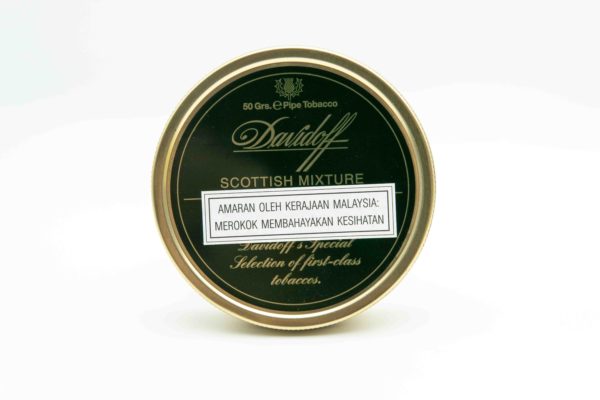 50 Grs. ℮ Pipe Tobacco
Davidoff
SCOTTISH MIXTURE
AMARAN OLEH KERAJAAN MALAYSIA:
MEROKOK MEMBAHAYAKAN KESIHATAN
Davidoff's Special
Selection of first-class
tobaccos.